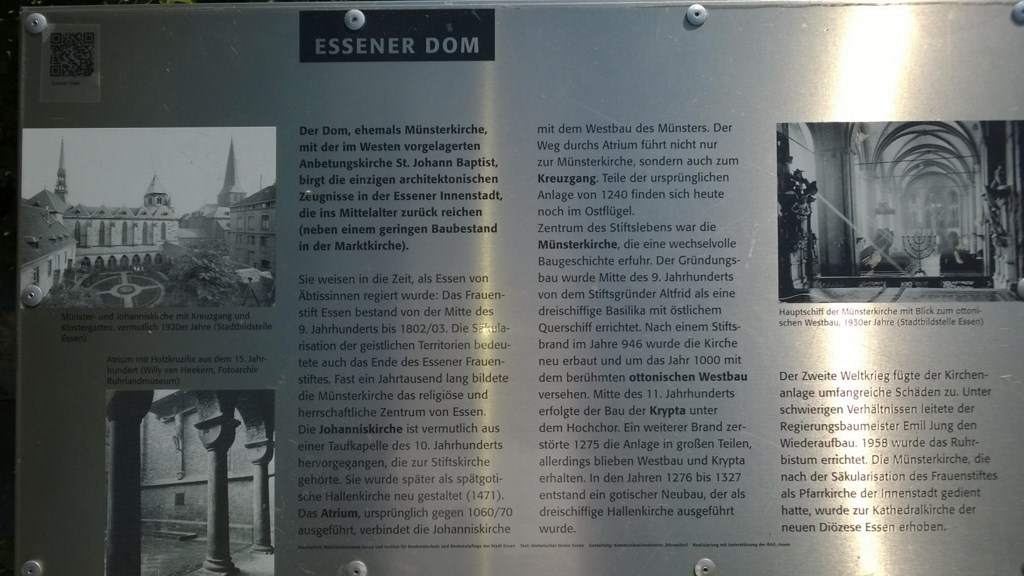 ESSENER DOM
Münster- und Johanniskirche mit Kreuzgang und
Klostergarten, vermutlich 1920er Jahre (Stadtbildstelle
Essen)
Atrium mit Holzkruzifix aus dem 15. Jahr-
hundert (Willy van Heekern, Fotoarchiv
Ruhrlandmuseum)
Der Dom, ehemals Münsterkirche,
mit der im Westen vorgelagerten
Anbetungskirche St. Johann Baptist,
birgt die einzigen architektonischen
Zeugnisse in der Essener Innenstadt,
die ins Mittelalter zurück reichen
(neben einem geringen Baubestand
in der Marktkirche).
Sie weisen in die Zeit, als Essen von
Äbtissinnen regiert wurde: Das Frauen-
stift Essen bestand von der Mitte des
9. Jahrhunderts bis 1802/03. Die Säkula-
risation der geistlichen Territorien bedeu-
tete auch das Ende des Essener Frauen-
stiftes. Fast ein Jahrtausend lang bildete
die Münsterkirche das religiöse und
herrschaftliche Zentrum von Essen.
Die Johanniskirche ist vermutlich aus
einer Taufkapelle des 10. Jahrhunderts
hervorgegangen, die zur Stiftskirche
gehörte. Sie wurde später als spätgoti-
sche Hallenkirche neu gestaltet (1471).
Das Atrium, ursprünglich gegen 1060/70
ausgeführt, verbindet die Johanniskirche
mit dem Westbau des Münsters. Der
Weg durchs Atrium führt nicht nur
zur Münsterkirche, sondern auch zum
Kreuzgang. Teile der ursprünglichen
Anlage von 1240 finden sich heute
noch im Ostflügel.
Zentrum des Stiftslebens war die
Münsterkirche, die eine wechselvolle
Baugeschichte erfuhr. Der Gründungs-
bau wurde Mitte des 9. Jahrhunderts
von dem Stiftsgründer Altfrid als eine
dreischiffige Basilika mit östlichem
Querschiff errichtet. Nach einem Stifts-
brand im Jahre 946 wurde die Kirche
neu erbaut und um das Jahr 1000 mit
dem berühmten ottonischen Westbau
versehen. Mitte des 11. Jahrhunderts
erfolgte der Bau der Krypta unter
dem Hochchor. Ein weiterer Brand zer-
störte 1275 die Anlage in großen Teilen,
allerdings blieben Westbau und Krypta
erhalten. In den Jahren 1276 bis 1327
entstand ein gotischer Neubau, der als
dreischiffige Hallenkirche ausgeführt
wurde.
Hauptschiff der Münsterkirche mit Blick zum ottoni-
schen Westbau, 1930er Jahre (Stadtbildstelle Essen)
Der Zweite Weltkrieg fügte der Kirchen-
anlage umfangreiche Schäden zu. Unter
schwierigen Verhältnissen leitete der
Regierungsbaumeister Emil Jung den
Wiederaufbau. 1958 wurde das Ruhr-
bistum errichtet. Die Münsterkirche, die
nach der Säkularisation des Frauenstiftes
als Pfarrkirche der Innenstadt gedient
hatte, wurde zur Kathedralkirche der
neuen Diözese Essen erhoben.